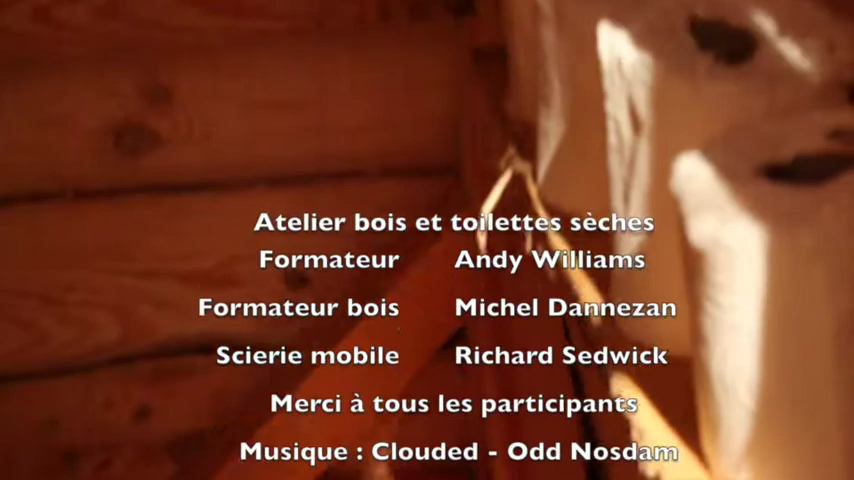 Atelier bois et toilettes sèches
Formateur Andy Williams
Formateur bois Michel Dannezan
Scierie mobile Richard Sedwick
Merci à tous les participants
Musique : Clouded - Odd Nosdam